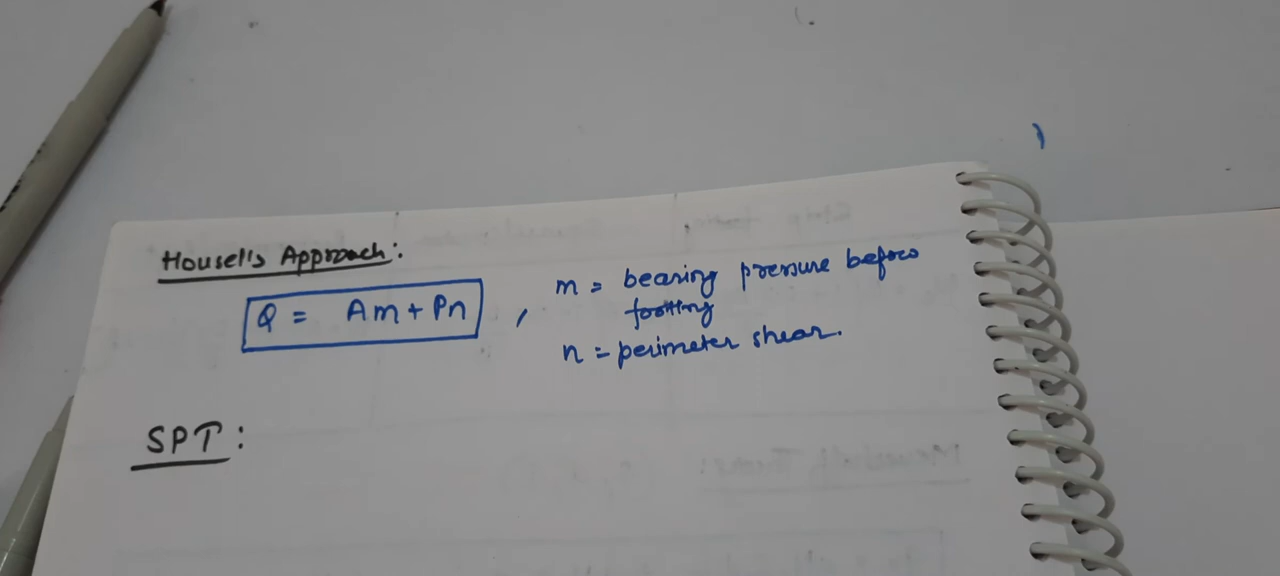 Housel's Approach:
Q = Am + Pn , m = bearing pressure before
footing
n = perimeter shear.
SPT: